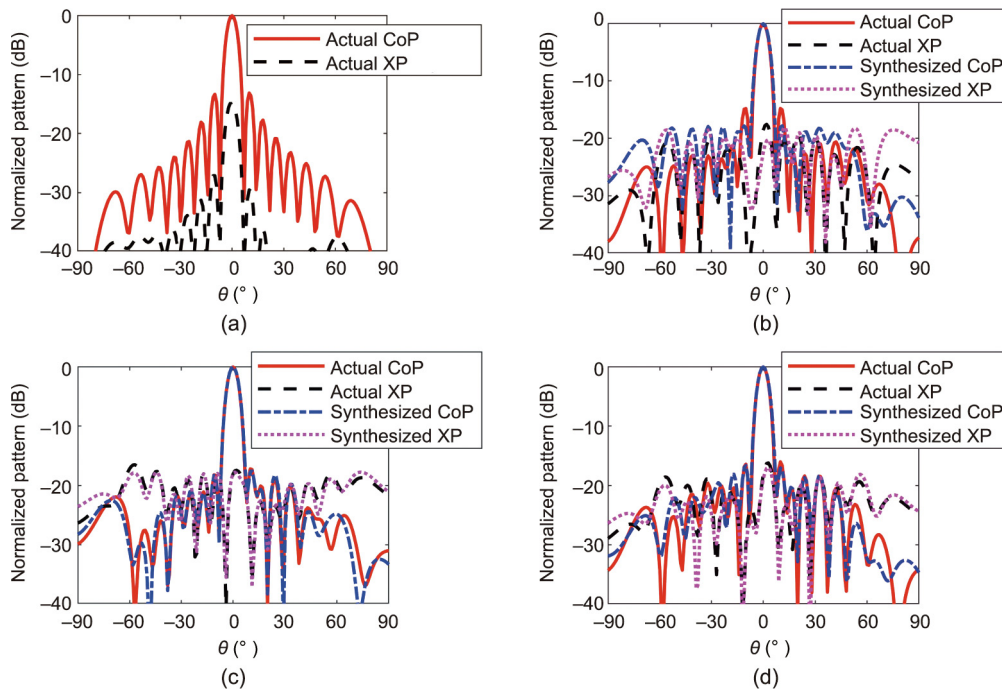 0
−10
−20
−30
−40
Normalized pattern (dB)
−90 −60 −30 0 30 60 90
θ (°)
Actual CoP
Actual XP
(a)
0
−10
−20
−30
−40
Normalized pattern (dB)
−90 −60 −30 0 30 60 90
θ (°)
Actual CoP
Actual XP
Synthesized CoP
Synthesized XP
(b)
0
−10
−20
−30
−40
Normalized pattern (dB)
−90 −60 −30 0 30 60 90
θ (°)
Actual CoP
Actual XP
Synthesized CoP
Synthesized XP
(c)
0
−10
−20
−30
−40
Normalized pattern (dB)
−90 −60 −30 0 30 60 90
θ (°)
Actual CoP
Actual XP
Synthesized CoP
Synthesized XP
(d)